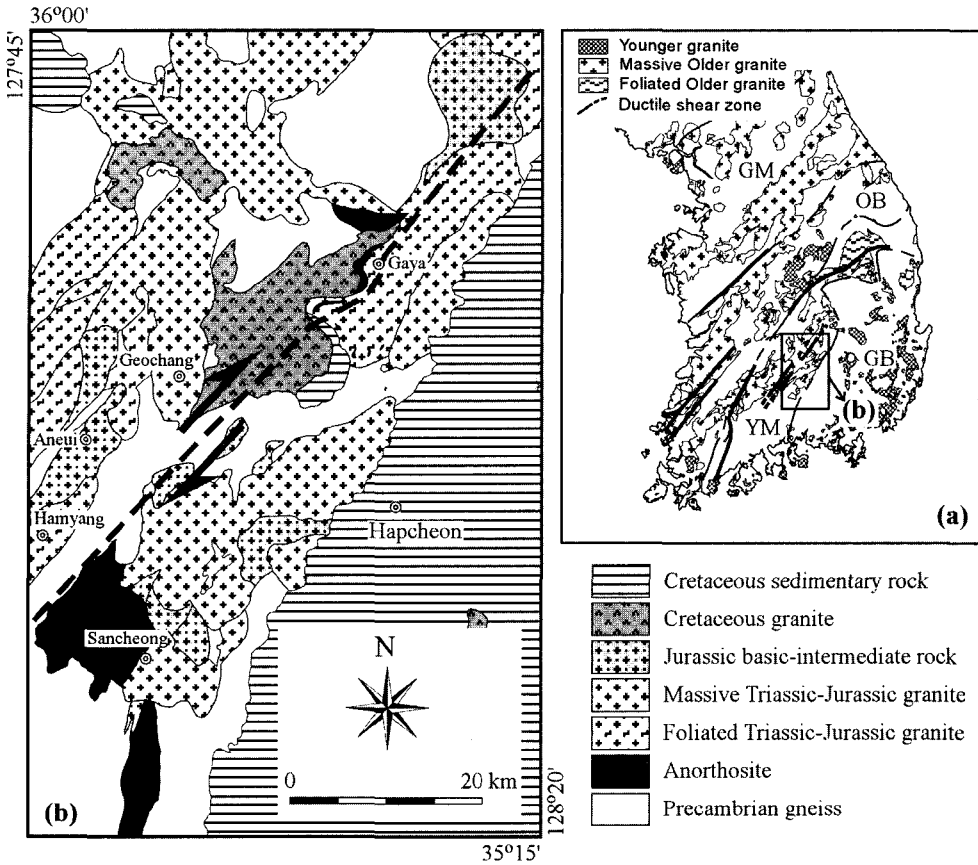 36°00'
127°45'
Gaya
Geochang
Aneui
Hamyang
Hapcheon
Sancheong
N
0 20 km
(b)
128°20'
35°15'
Younger granite
Massive Older granite
Foliated Older granite
Ductile shear zone
GM
OB
GB
YM
(b)
(a)
Cretaceous sedimentary rock
Cretaceous granite
Jurassic basic-intermediate rock
Massive Triassic-Jurassic granite
Foliated Triassic-Jurassic granite
Anorthosite
Precambrian gneiss